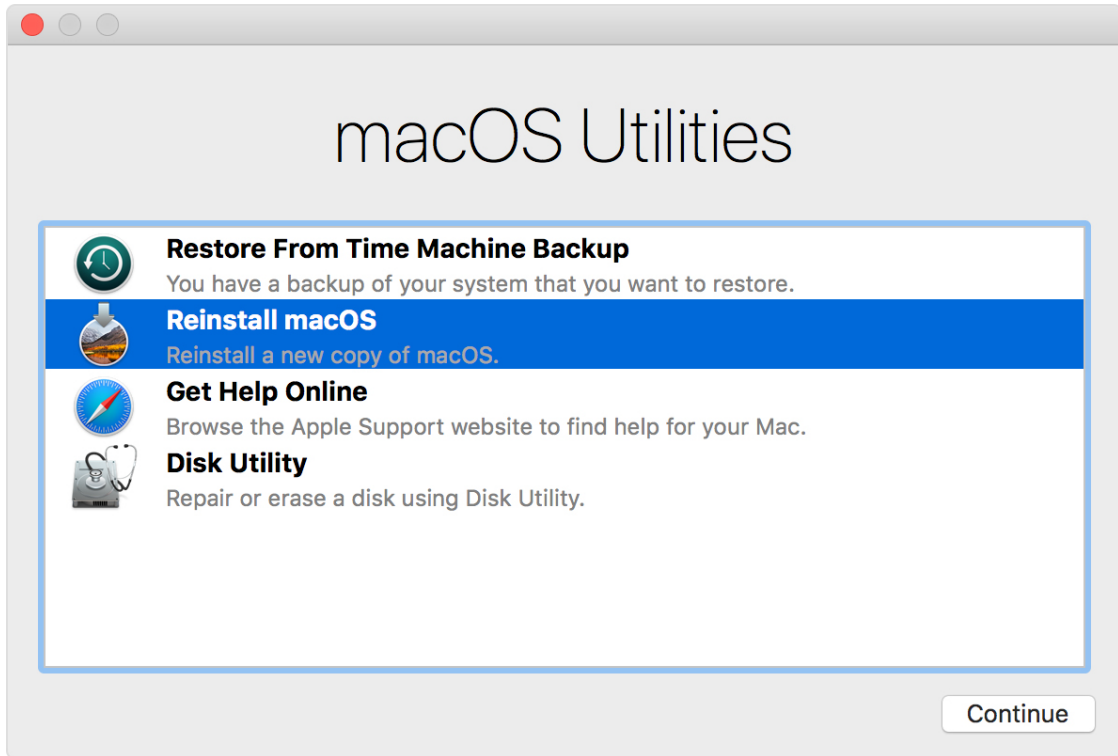 macOS Utilities
Restore From Time Machine Backup
You have a backup of your system that you want to restore.
Reinstall macOS
Reinstall a new copy of macOS.
Get Help Online
Browse the Apple Support website to find help for your Mac.
Disk Utility
Repair or erase a disk using Disk Utility.
Continue